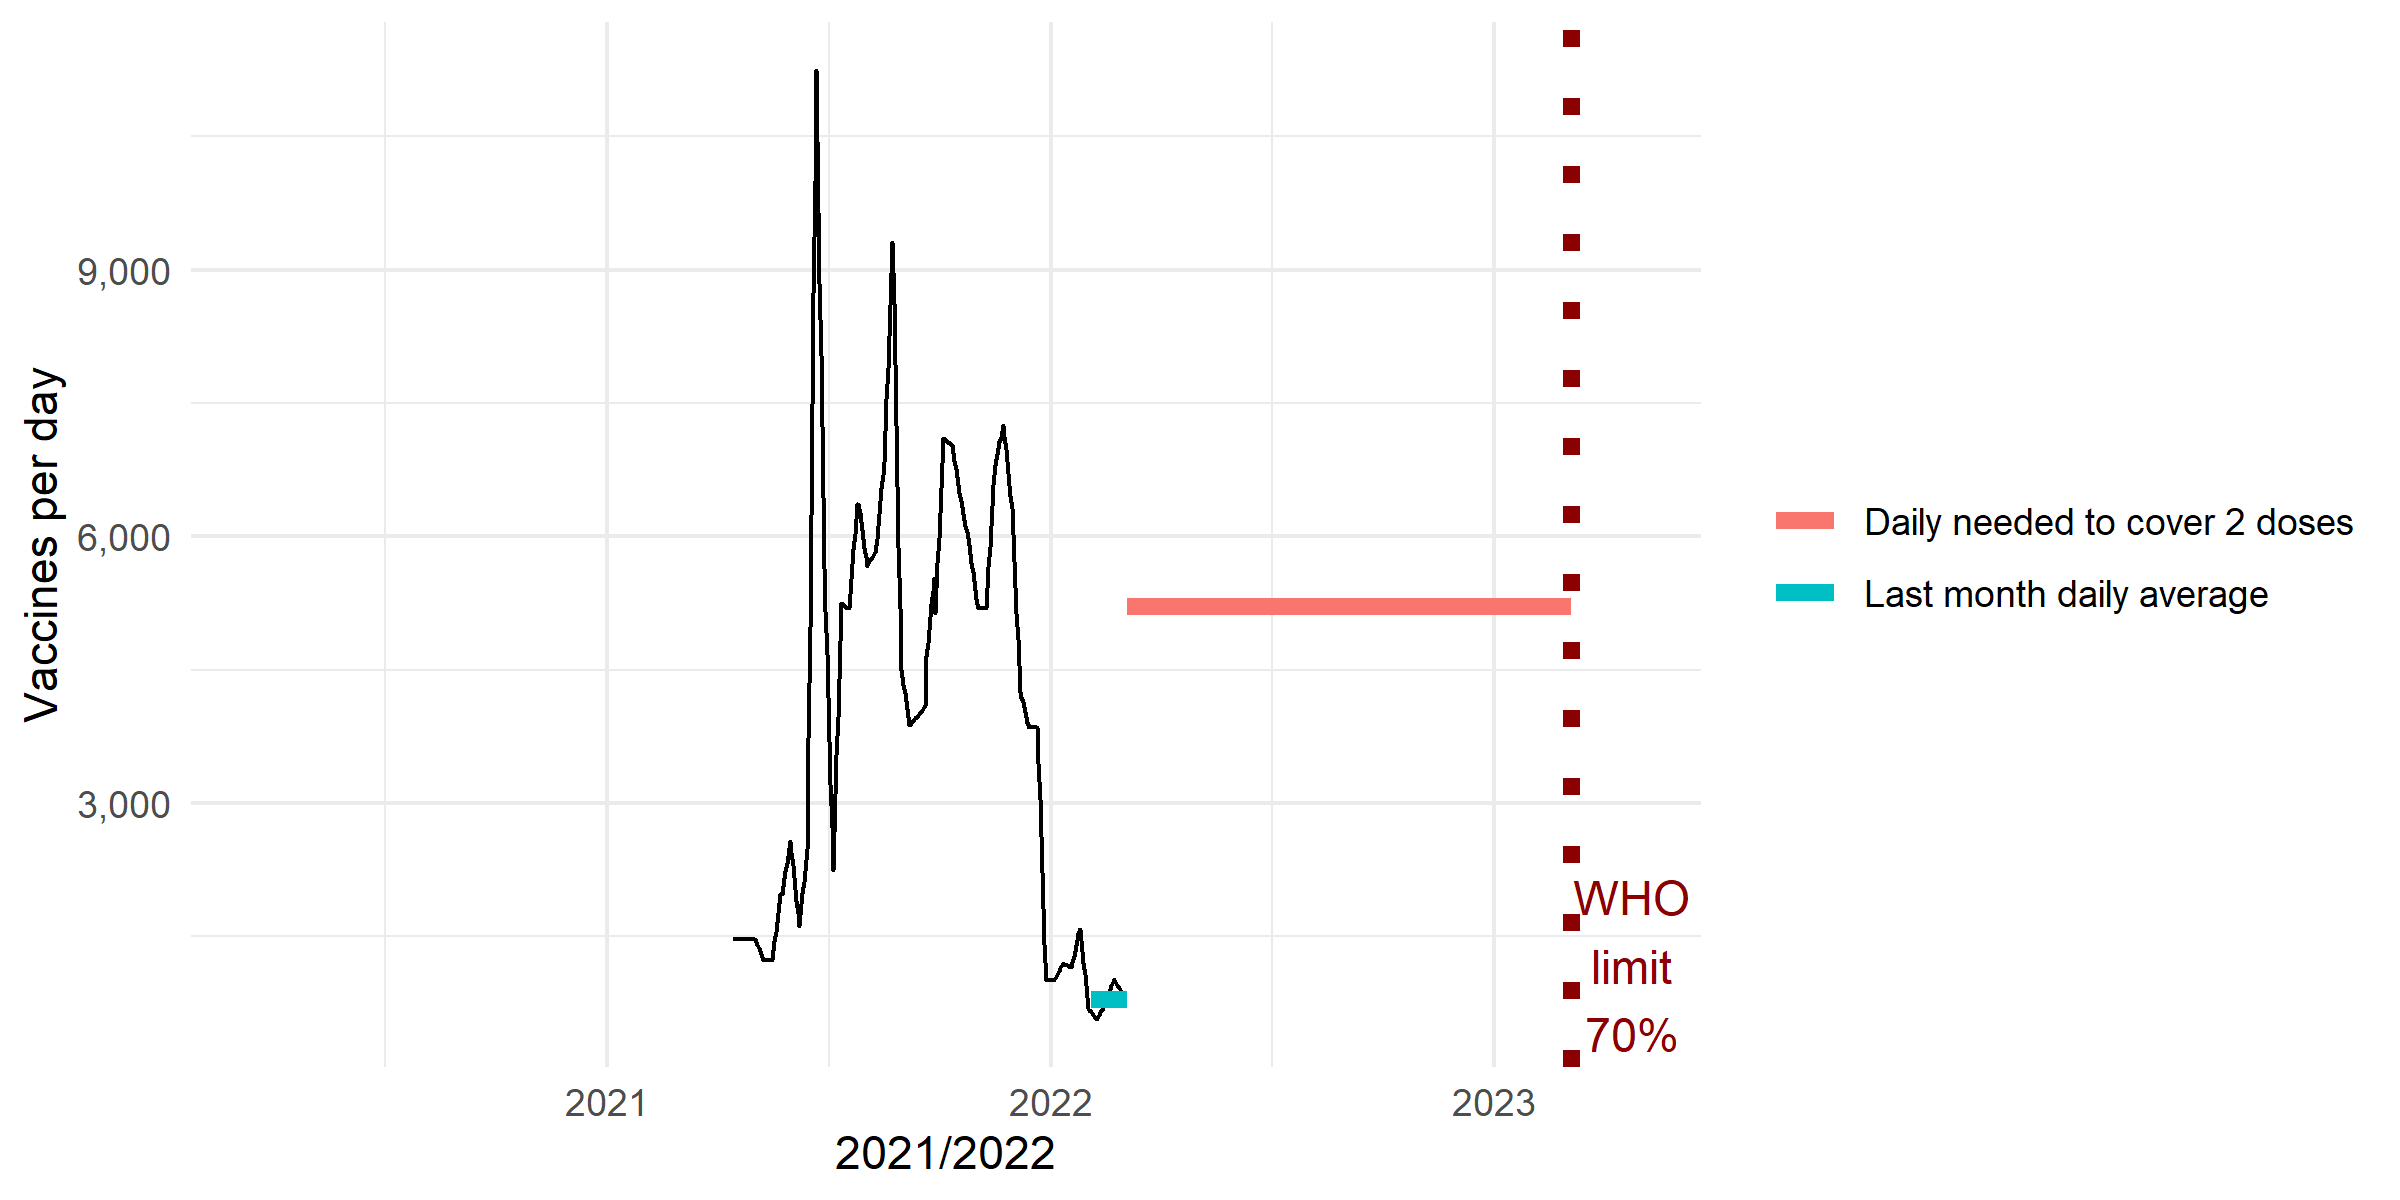 Vaccines per day
9,000
6,000
3,000
2021
2022
2023
2021/2022
WHO
limit
70%
Daily needed to cover 2 doses
Last month daily average